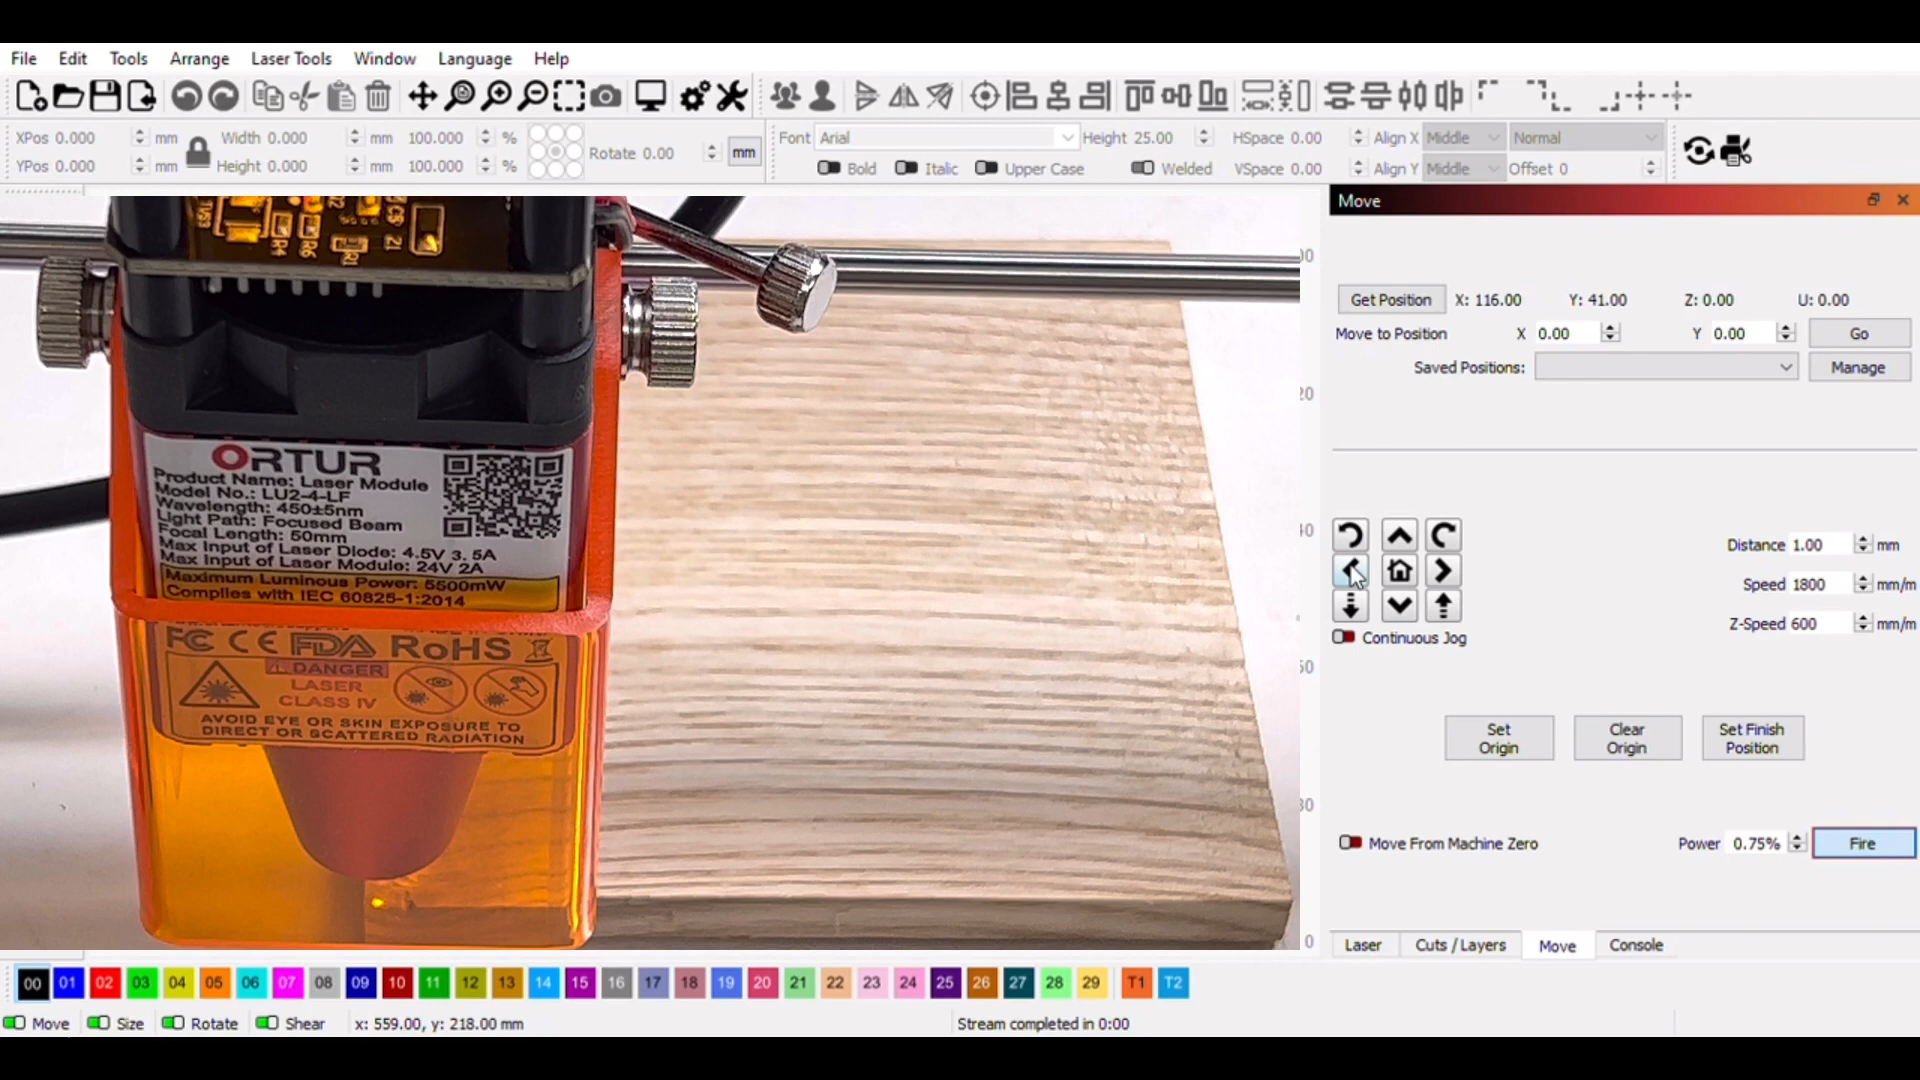 File Edit Tools Arrange Laser Tools Window Language Help
XPos 0.000 mm Width 0.000 mm 100.000 % Rotate 0.00 mm Font Arial Height 25.00 HSpace 0.00 Align X Middle Normal
YPos 0.000 mm Height 0.000 mm 100.000 % Bold Italic Upper Case Welded VSpace 0.00 Align Y Middle Offset 0
Move
Get Position X: 116.00 Y: 41.00 Z: 0.00 U: 0.00
Move to Position X 0.00 Y 0.00 Go
Saved Positions: Manage
Distance 1.00 mm
Speed 1800 mm/m
Z-Speed 600 mm/m
Continuous Jog
Set Origin Clear Origin Set Finish Position
Move From Machine Zero Power 0.75% Fire
Laser Cuts / Layers Move Console
R4 R6 R1 Z1
ORTUR
Product Name: Laser Module
Model No.: LU2-4-LF
Wavelength: 450±5nm
Light Path: Focused Beam
Focal Length: 50mm
Max Input of Laser Diode: 4.5V 3.5A
Max Input of Laser Module: 24V 2A
Maximum Luminous Power: 5500mW
Complies with IEC 60825-1:2014
FC CE FDA RoHS
DANGER
LASER
CLASS IV
AVOID EYE OR SKIN EXPOSURE TO
DIRECT OR SCATTERED RADIATION
00 01 02 03 04 05 06 07 08 09 10 11 12 13 14 15 16 17 18 19 20 21 22 23 24 25 26 27 28 29 T1 T2
Move Size Rotate Shear x: 559.00, y: 218.00 mm Stream completed in 0:00